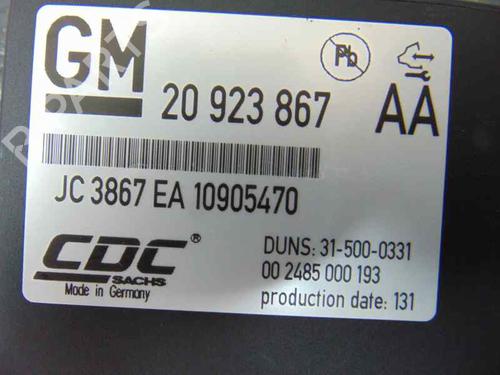 GM
Pb
20 923 867
AA
JC 3867 EA 10905470
CDC®
SACHS
Made in Germany
DUNS: 31-500-0331
00 2485 000 193
production date: 131